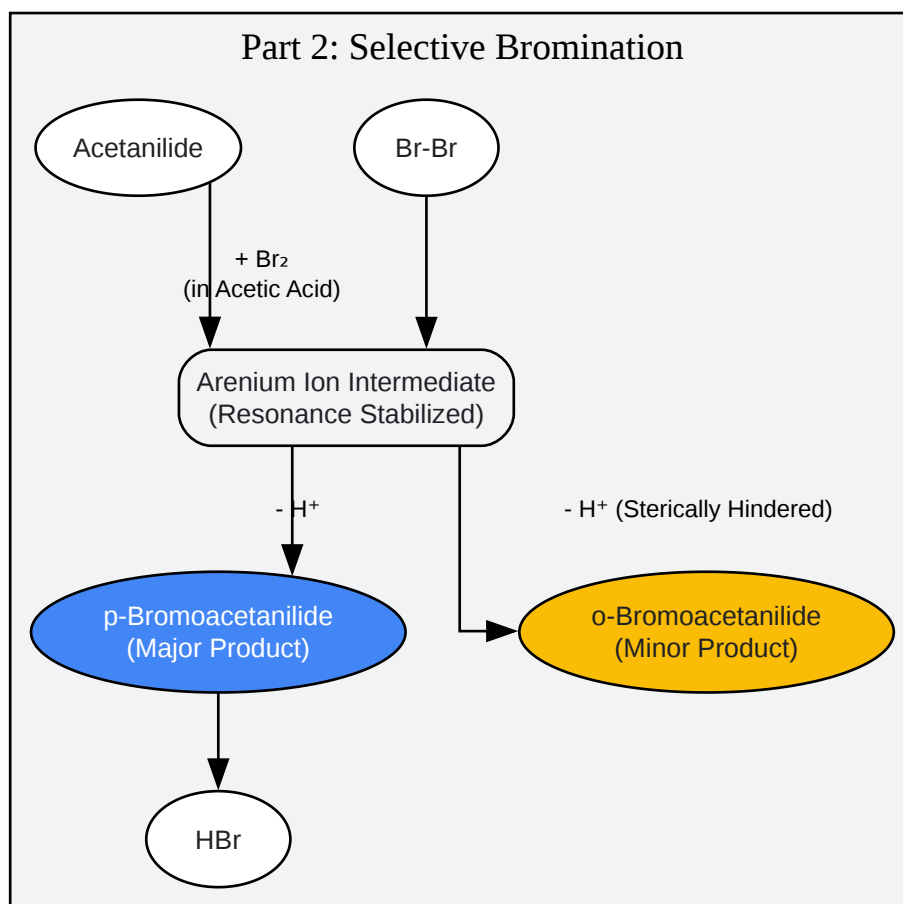 Part 2: Selective Bromination
Acetanilide
Br-Br
+ Br₂
(in Acetic Acid)
Arenium Ion Intermediate
(Resonance Stabilized)
- H⁺
- H⁺ (Sterically Hindered)
p-Bromoacetanilide
(Major Product)
o-Bromoacetanilide
(Minor Product)
HBr